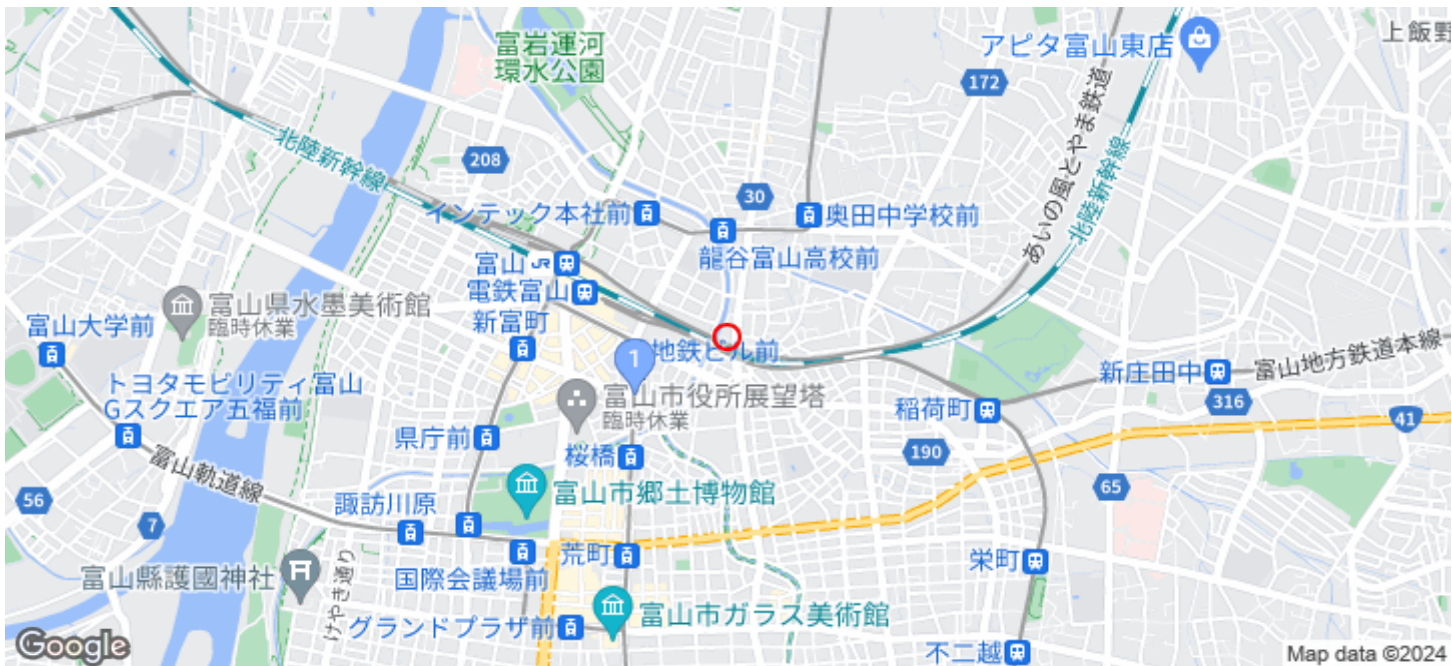 富岩運河
環水公園
アピタ富山東店
上飯野
172
北陸新幹線
208
30
あいの風とやま鉄道
北陸新幹線
インテック本社前
奥田中学校前
龍谷富山高校前
富山 JR
電鉄富山
富山県水墨美術館
臨時休業
富山大学前
新富町
地鉄ビル前
1
新庄田中
富山地方鉄道本線
トヨタモビリティ富山
Gスクエア五福前
富山市役所展望塔
臨時休業
稲荷町
316
41
県庁前
桜橋
190
富山軌道線
65
56
富山市郷土博物館
諏訪川原
7
荒町
栄町
富山縣護國神社
けやき通り
国際会議場前
富山市ガラス美術館
グランドプラザ前
不二越
Google
Map data ©2024